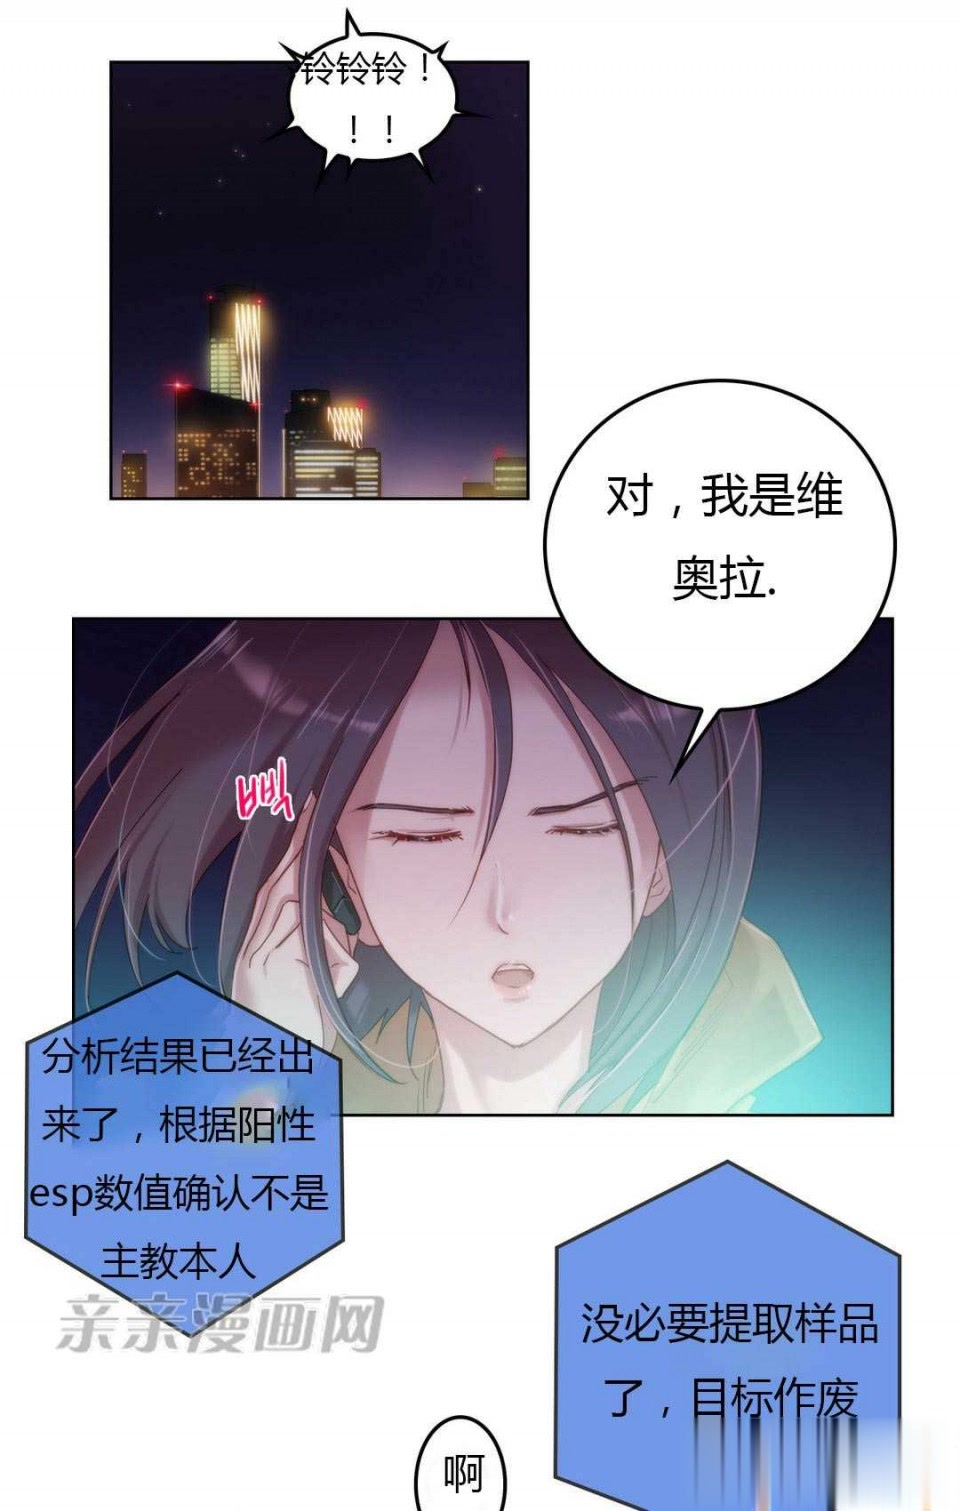 铃铃铃！
！！
对，我是维
奥拉.
삑
分析结果已经出
来了，根据阳性
esp数值确认不是
主教本人
亲亲漫画网
没必要提取样品
了，目标作废
啊